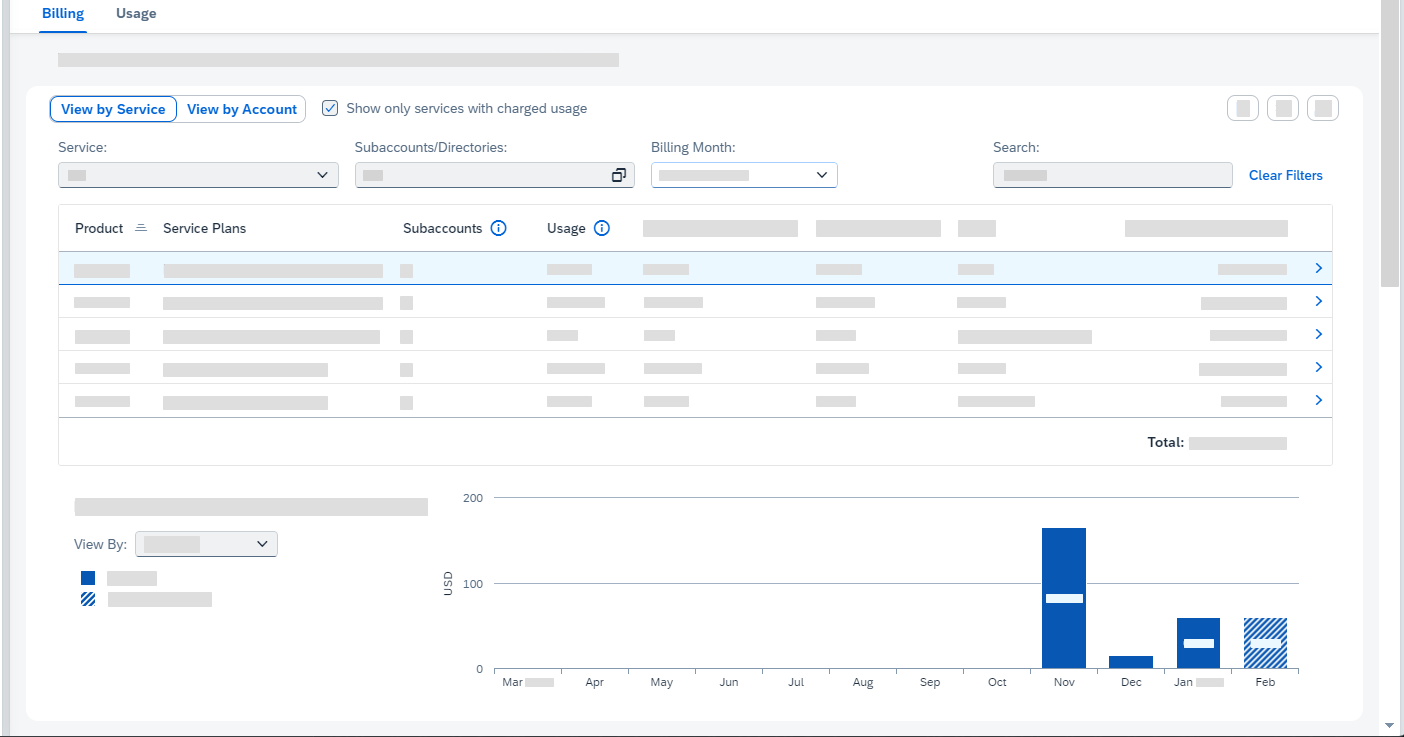 Billing Usage
View by Service View by Account Show only services with charged usage
Service: Subaccounts/Directories: Billing Month: Search:
Clear Filters
Product Service Plans Subaccounts Usage
Total:
200
View By:
USD
100
0
Mar Apr May Jun Jul Aug Sep Oct Nov Dec Jan Feb